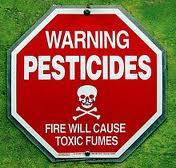 WARNING
PESTICIDES
FIRE WILL CAUSE
TOXIC FUMES